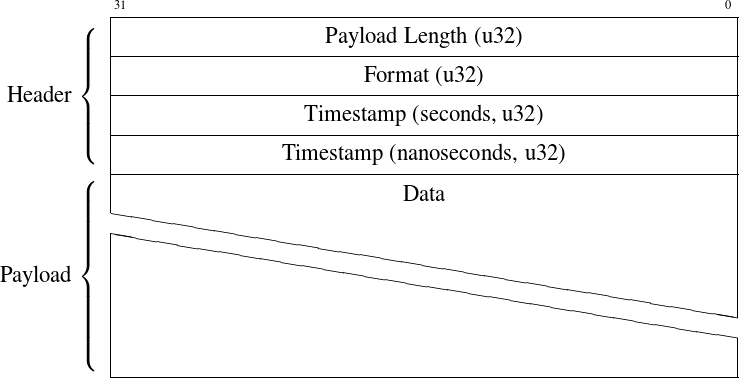 31 0
Payload Length (u32)
Format (u32)
Header
Timestamp (seconds, u32)
Timestamp (nanoseconds, u32)
Data
Payload